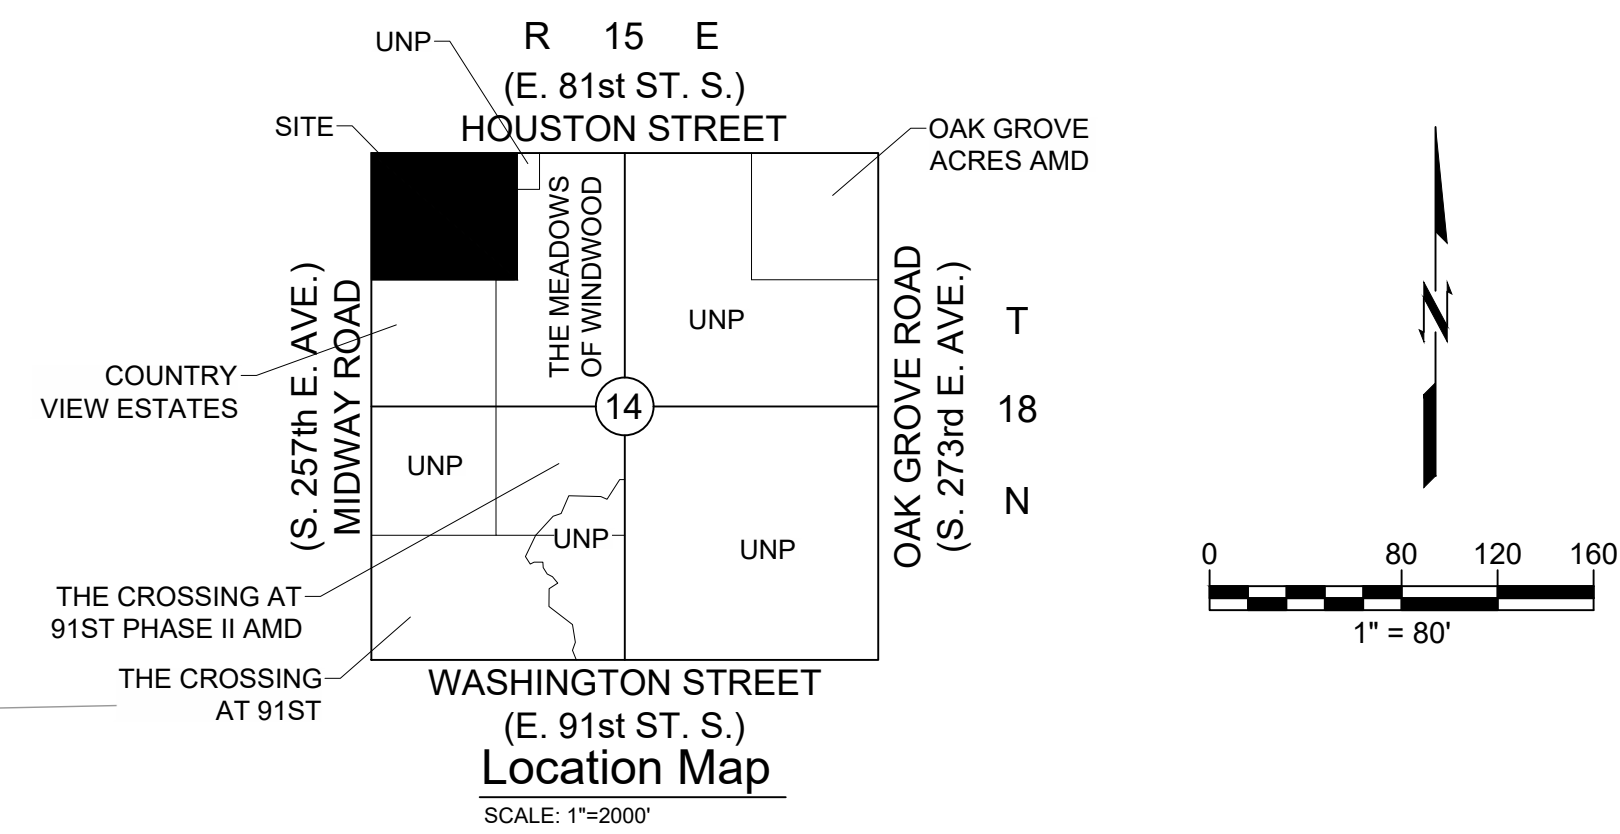 UNP
R 15 E
(E. 81st ST. S.)
SITE
HOUSTON STREET
OAK GROVE
ACRES AMD
THE MEADOWS
OF WINDWOOD
(S. 257th E. AVE.)
MIDWAY ROAD
UNP
OAK GROVE ROAD
(S. 273rd E. AVE.)
T
18
N
COUNTRY
VIEW ESTATES
14
UNP
UNP
UNP
THE CROSSING AT
91ST PHASE II AMD
THE CROSSING
AT 91ST
WASHINGTON STREET
(E. 91st ST. S.)
Location Map
SCALE: 1"=2000'
N
0 80 120 160
1" = 80'